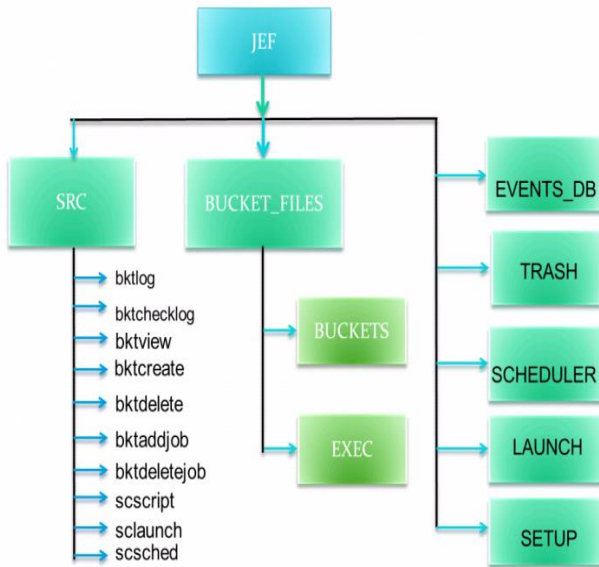 JEF
SRC
BUCKET_FILES
bktlog
bktchecklog
bktview
bktcreate
bktdelete
bktaddjob
bktdeletejob
scscript
sclaunch
scsched
BUCKETS
EXEC
EVENTS_DB
TRASH
SCHEDULER
LAUNCH
SETUP